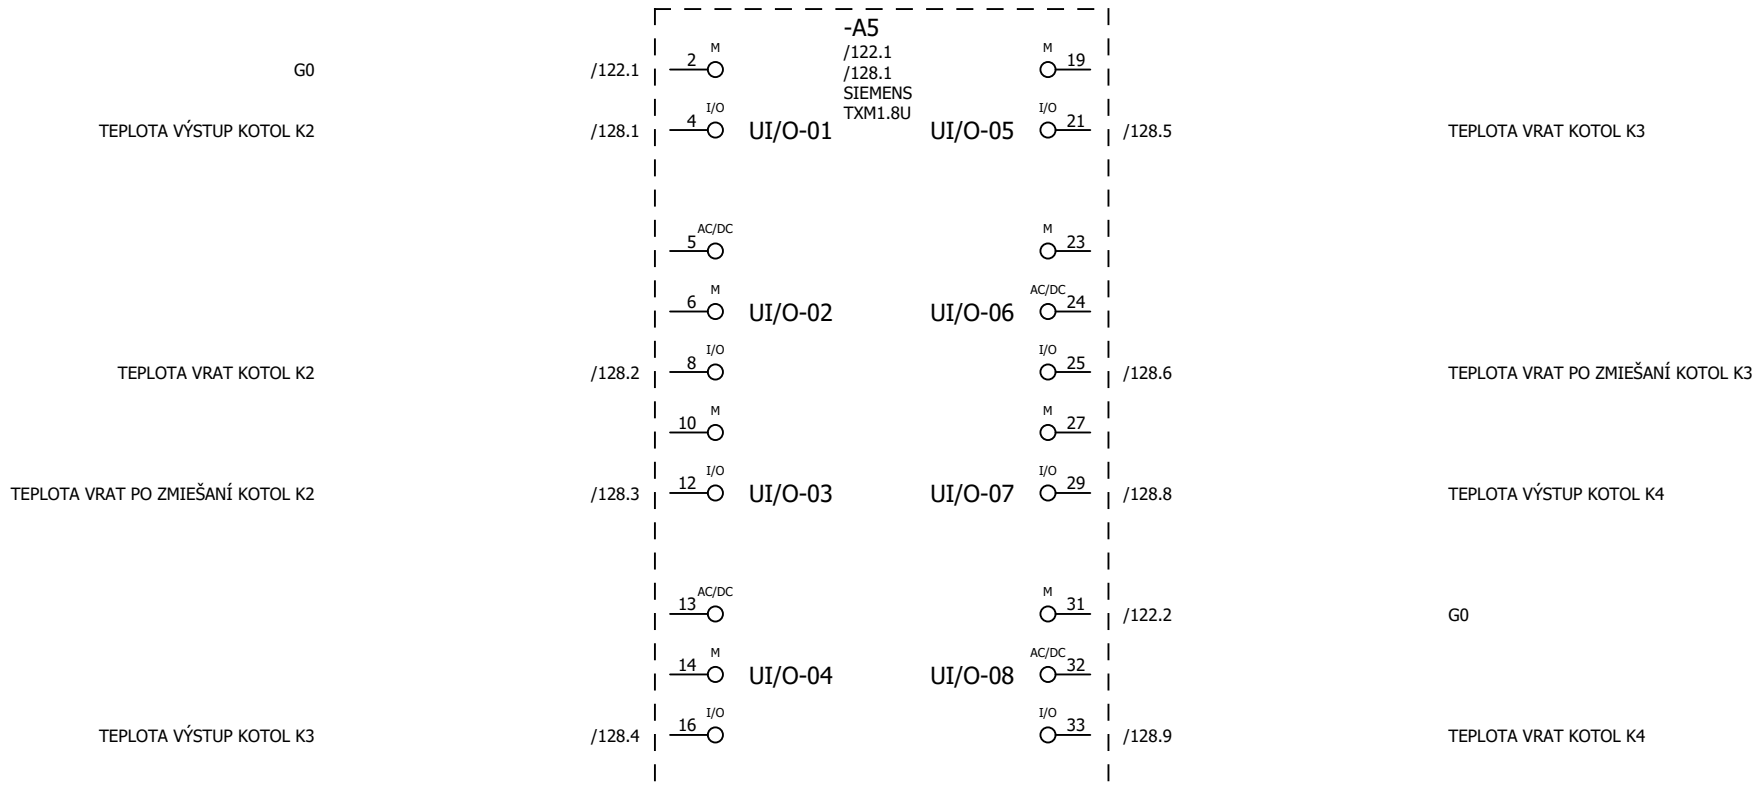 -A5
/122.1
/128.1
SIEMENS
TXM1.8U
G0 /122.1 2 M M 19
TEPLOTA VÝSTUP KOTOL K2 /128.1 4 I/O UI/O-01 UI/O-05 I/O 21 /128.5 TEPLOTA VRAT KOTOL K3
5 AC/DC M 23
6 M UI/O-02 UI/O-06 AC/DC 24
TEPLOTA VRAT KOTOL K2 /128.2 8 I/O I/O 25 /128.6 TEPLOTA VRAT PO ZMIEŠANÍ KOTOL K3
10 M M 27
TEPLOTA VRAT PO ZMIEŠANÍ KOTOL K2 /128.3 12 I/O UI/O-03 UI/O-07 I/O 29 /128.8 TEPLOTA VÝSTUP KOTOL K4
13 AC/DC M 31 /122.2 G0
14 M UI/O-04 UI/O-08 AC/DC 32
TEPLOTA VÝSTUP KOTOL K3 /128.4 16 I/O I/O 33 /128.9 TEPLOTA VRAT KOTOL K4